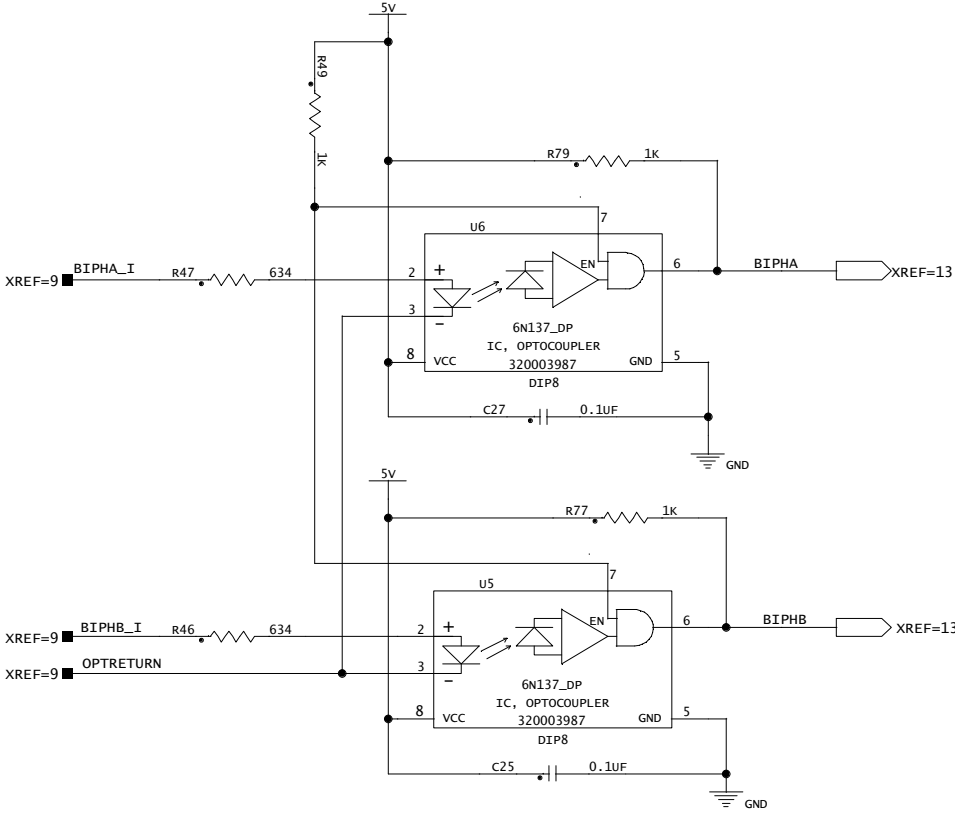 5V
R49
1K
R79 1K
7
U6
XREF=9 BIPHA_I R47 634 2 + EN 6 BIPHA XREF=13
3 -
6N137_DP
IC, OPTOCOUPLER
8 VCC 320003987 GND 5
DIP8
C27 0.1UF
GND
5V
R77 1K
7
U5
XREF=9 BIPHB_I R46 634 2 + EN 6 BIPHB XREF=13
XREF=9 OPTRETURN 3 -
6N137_DP
IC, OPTOCOUPLER
8 VCC 320003987 GND 5
DIP8
C25 0.1UF
GND